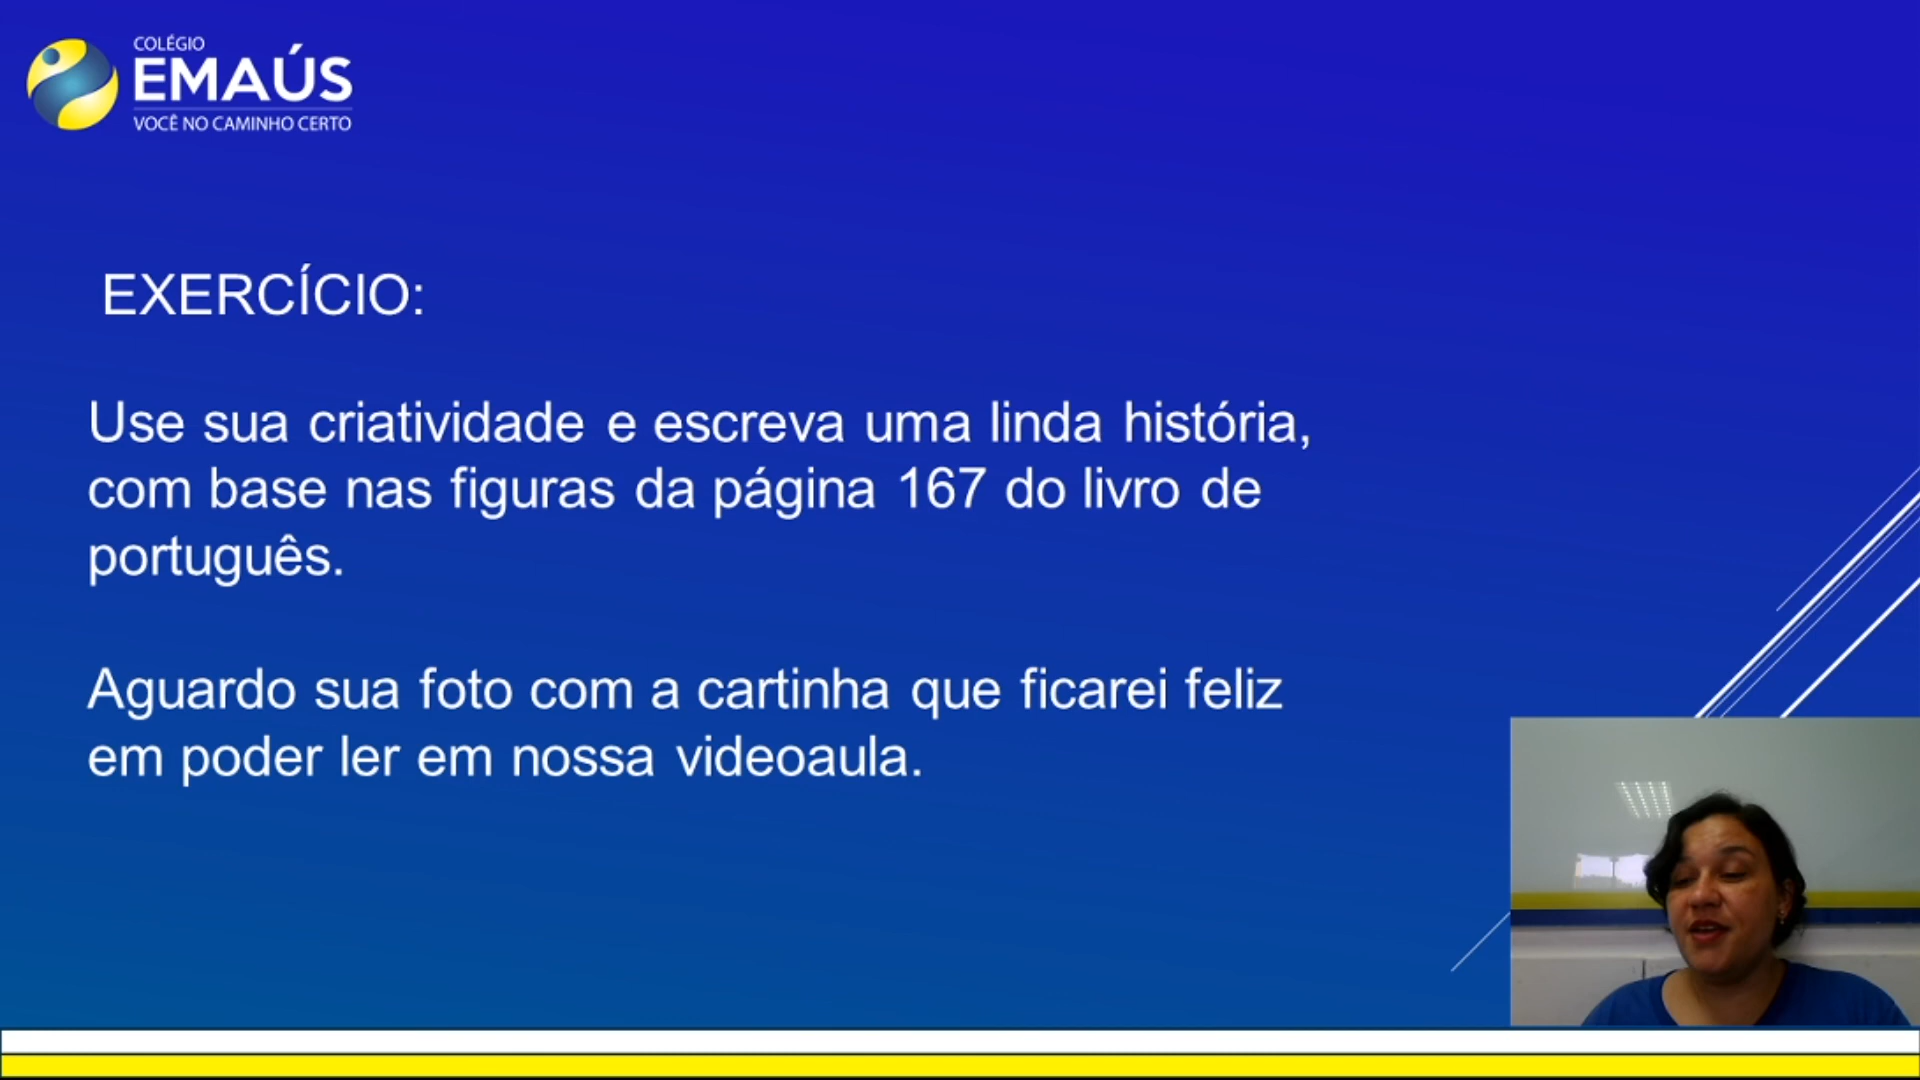 COLÉGIO
EMAÚS
VOCÊ NO CAMINHO CERTO
EXERCÍCIO:
Use sua criatividade e escreva uma linda história,
com base nas figuras da página 167 do livro de
português.
Aguardo sua foto com a cartinha que ficarei feliz
em poder ler em nossa videoaula.